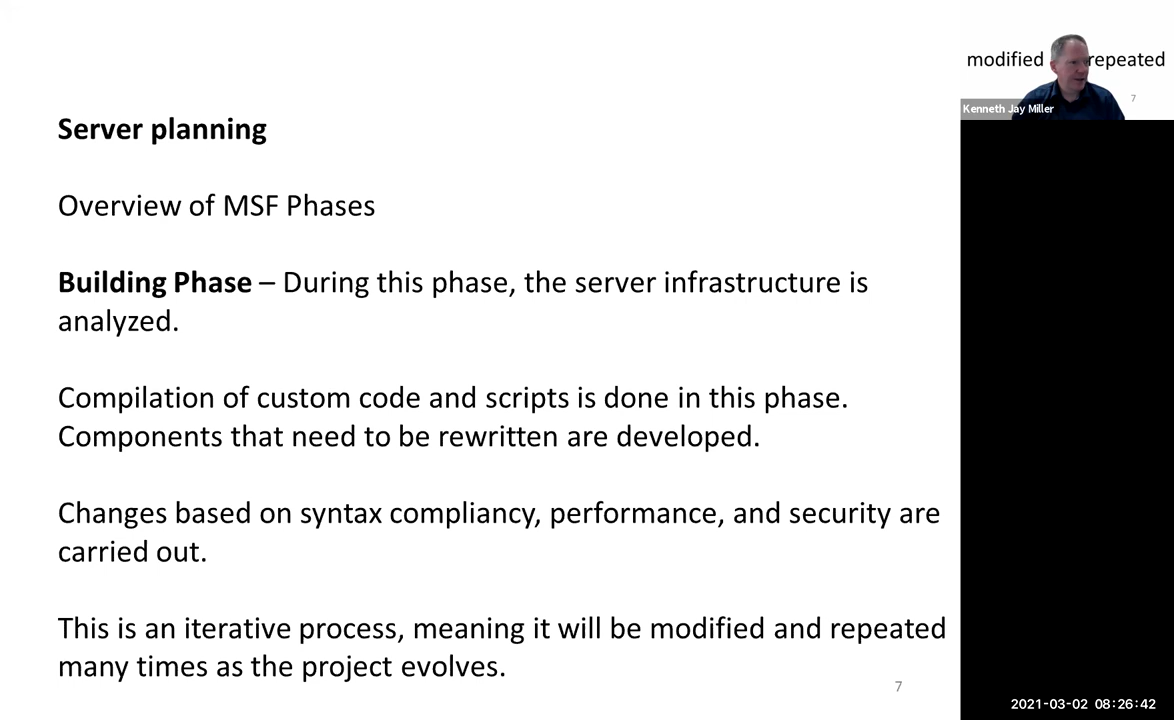 Server planning
Overview of MSF Phases
Building Phase – During this phase, the server infrastructure is
analyzed.
Compilation of custom code and scripts is done in this phase.
Components that need to be rewritten are developed.
Changes based on syntax compliancy, performance, and security are
carried out.
This is an iterative process, meaning it will be modified and repeated
many times as the project evolves.
7
modified repeated
7
Kenneth Jay Miller
2021-03-02 08:26:42